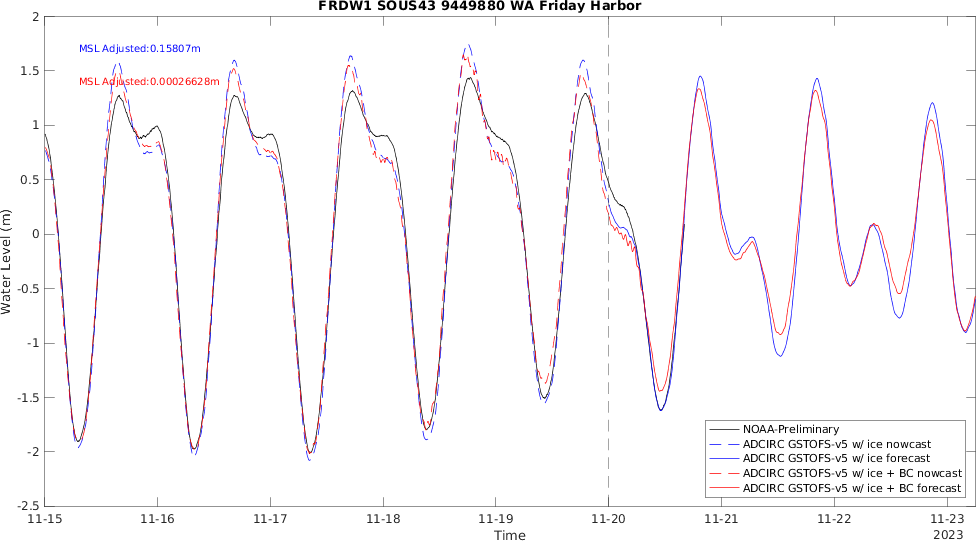 FRDW1 SOUS43 9449880 WA Friday Harbor
MSL Adjusted:0.15807m
MSL Adjusted:0.00026628m
Water Level (m)
2
1.5
1
0.5
0
-0.5
-1
-1.5
-2
-2.5
NOAA-Preliminary
ADCIRC GSTOFS-v5 w/ ice nowcast
ADCIRC GSTOFS-v5 w/ ice forecast
ADCIRC GSTOFS-v5 w/ ice + BC nowcast
ADCIRC GSTOFS-v5 w/ ice + BC forecast
11-15 11-16 11-17 11-18 11-19 11-20 11-21 11-22 11-23
Time
2023